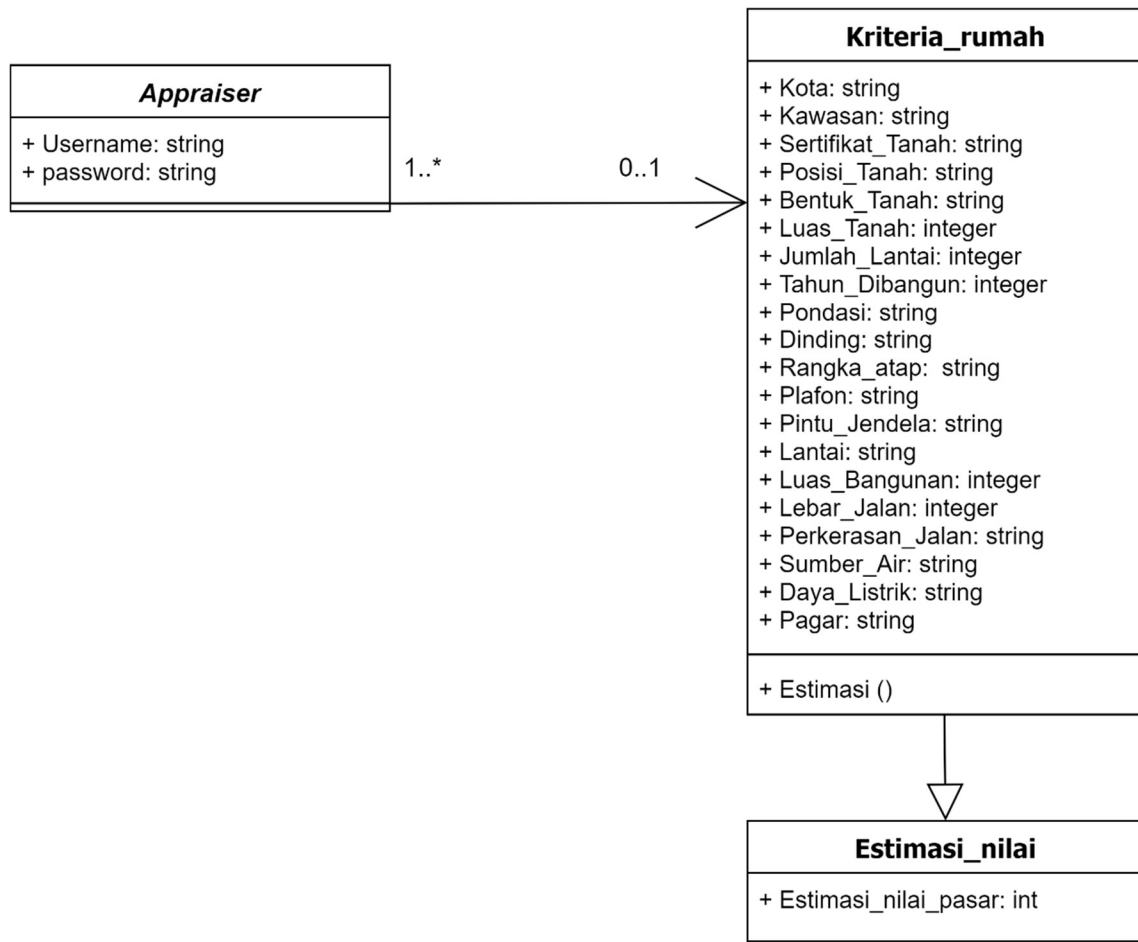 Appraiser
+ Username: string
+ password: string
1..*
0..1
Kriteria_rumah
+ Kota: string
+ Kawasan: string
+ Sertifikat_Tanah: string
+ Posisi_Tanah: string
+ Bentuk_Tanah: string
+ Luas_Tanah: integer
+ Jumlah_Lantai: integer
+ Tahun_Dibangun: integer
+ Pondasi: string
+ Dinding: string
+ Rangka_atap:  string
+ Plafon: string
+ Pintu_Jendela: string
+ Lantai: string
+ Luas_Bangunan: integer
+ Lebar_Jalan: integer
+ Perkerasan_Jalan: string
+ Sumber_Air: string
+ Daya_Listrik: string
+ Pagar: string
+ Estimasi ()
Estimasi_nilai
+ Estimasi_nilai_pasar: int